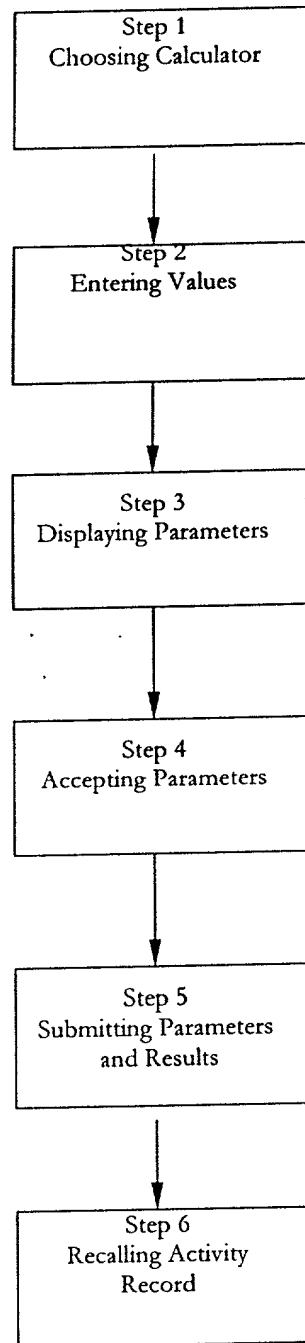 Step 1
Choosing Calculator
Step 2
Entering Values
Step 3
Displaying Parameters
Step 4
Accepting Parameters
Step 5
Submitting Parameters
and Results
Step 6
Recalling Activity
Record